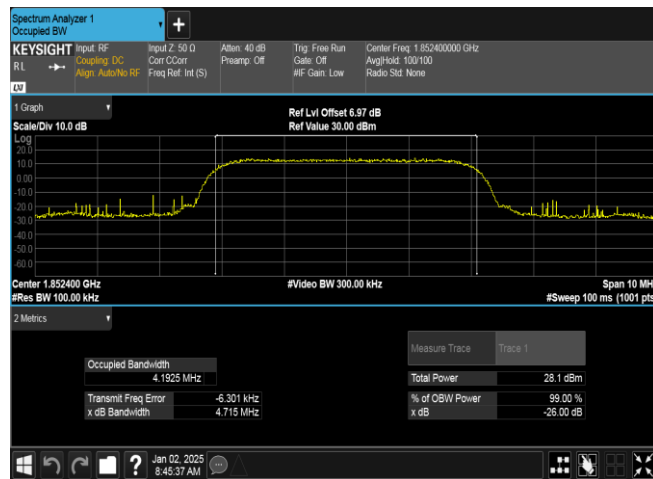 Spectrum Analyzer 1
Occupied BW
+
KEYSIGHT Input: RF Input Z: 50 Ω Atten: 40 dB Trig: Free Run Center Freq: 1.852400000 GHz
RL Coupling: DC Corr CCorr Preamp: Off Gate: Off Avg|Hold: 100/100
Align: Auto/No RF Freq Ref: Int (S) #IF Gain: Low Radio Std: None
LXI
1 Graph
Ref Lvl Offset 6.97 dB
Scale/Div 10.0 dB Ref Value 30.00 dBm
Log
20.0
10.0
0.00
-10.0
-20.0
-30.0
-40.0
-50.0
-60.0
Center 1.852400 GHz #Video BW 300.00 kHz Span 10 MH
#Res BW 100.00 kHz #Sweep 100 ms (1001 pts
2 Metrics
Measure Trace Trace 1
Occupied Bandwidth
4.1925 MHz Total Power 28.1 dBm
Transmit Freq Error -6.301 kHz % of OBW Power 99.00 %
x dB Bandwidth 4.715 MHz x dB -26.00 dB
? Jan 02, 2025
8:45:37 AM